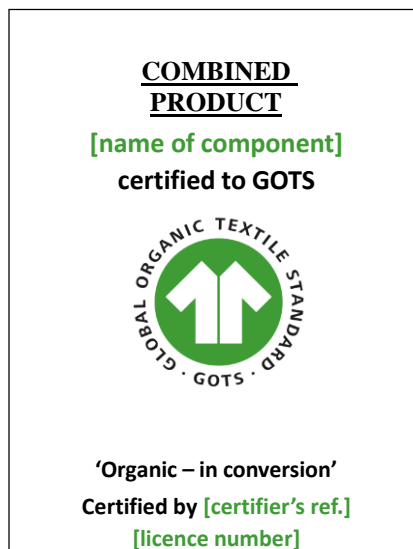 COMBINED
PRODUCT
[name of component]
certified to GOTS
GLOBAL ORGANIC TEXTILE STANDARD · GOTS ·
‘Organic – in conversion’
Certified by [certifier’s ref.]
[licence number]